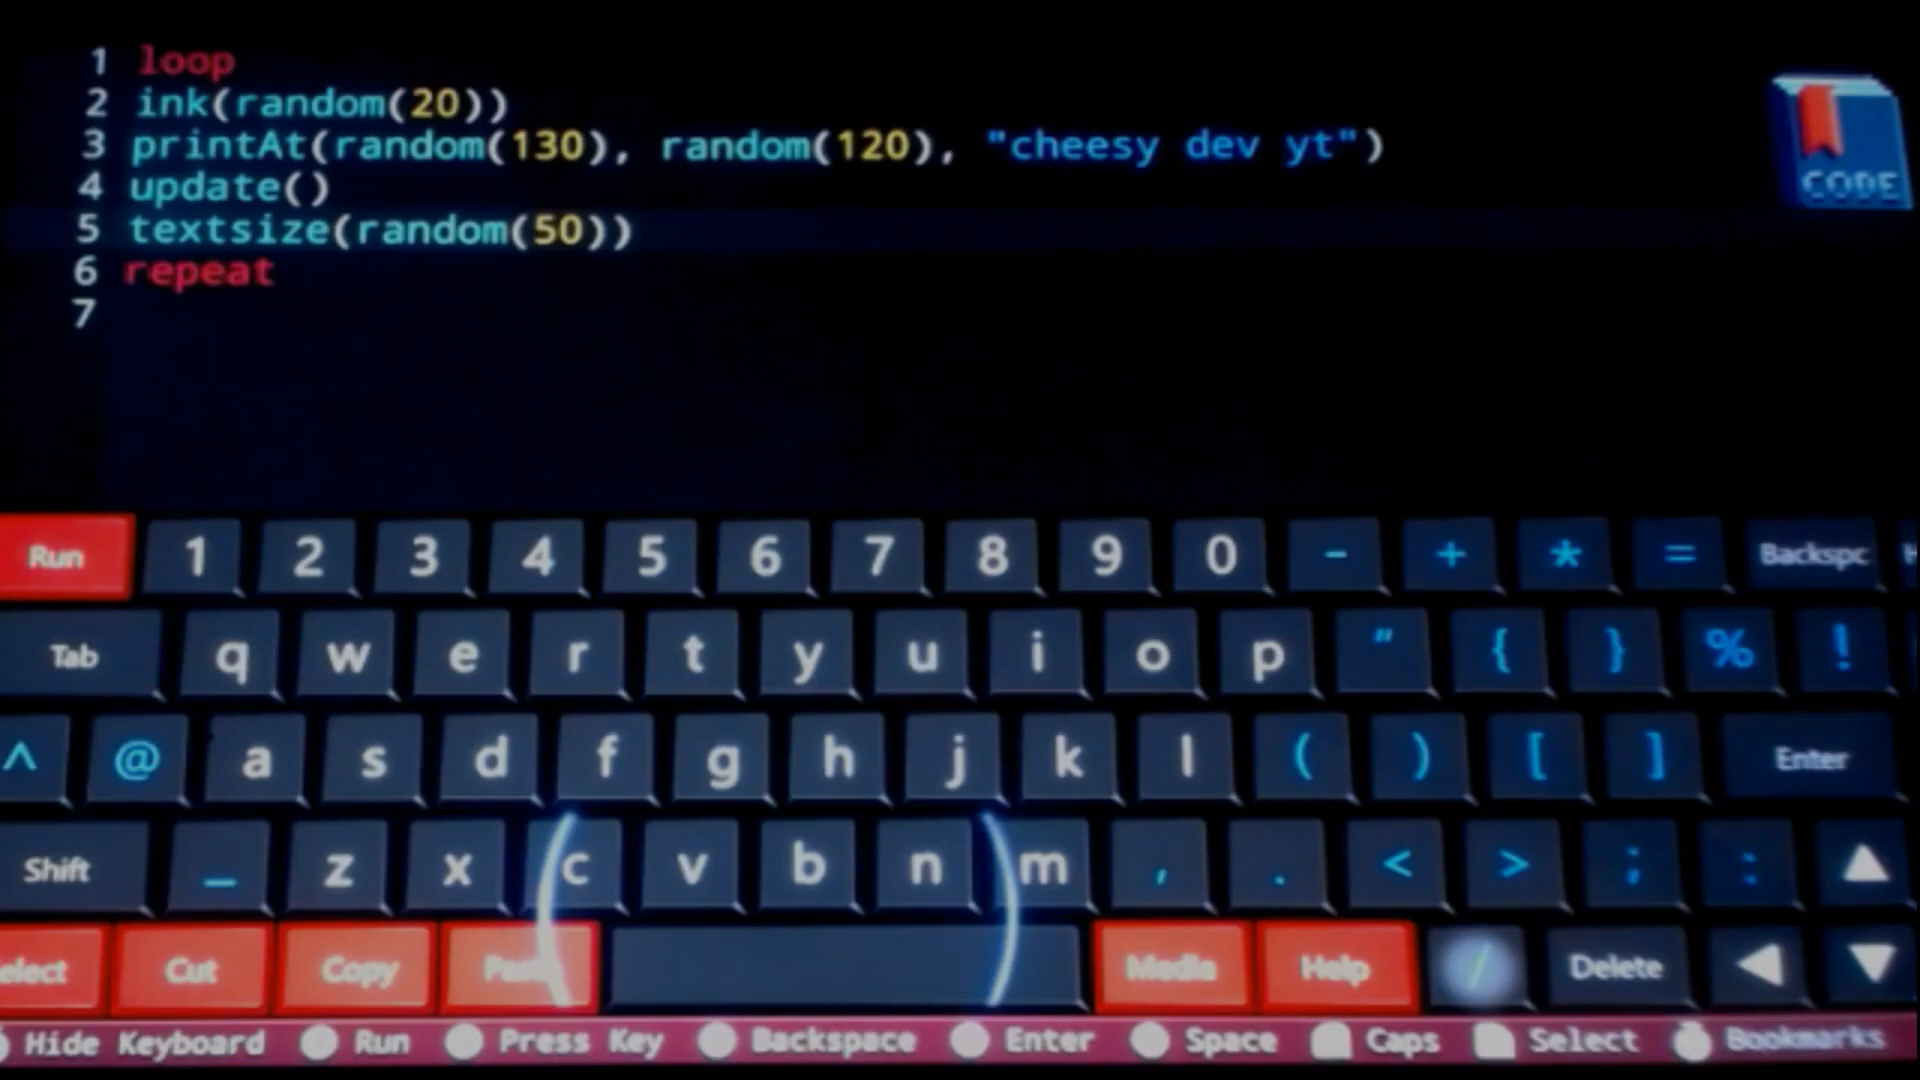 1 loop
2 ink(random(20))
3 printAt(random(130), random(120), "cheesy dev yt")
4 update()
5 textsize(random(50))
6 repeat
7
CODE
Run 1 2 3 4 5 6 7 8 9 0 - + * = Backspc
Tab q w e r t y u i o p " { } % !
^ @ a s d f g h j k l ( ) [ ] Enter
Shift _ z x c v b n m , . < > ; :
Cut Copy Media Help / Delete
Hide Keyboard Run Press Key Backspace Enter Space Caps Select Bookmarks